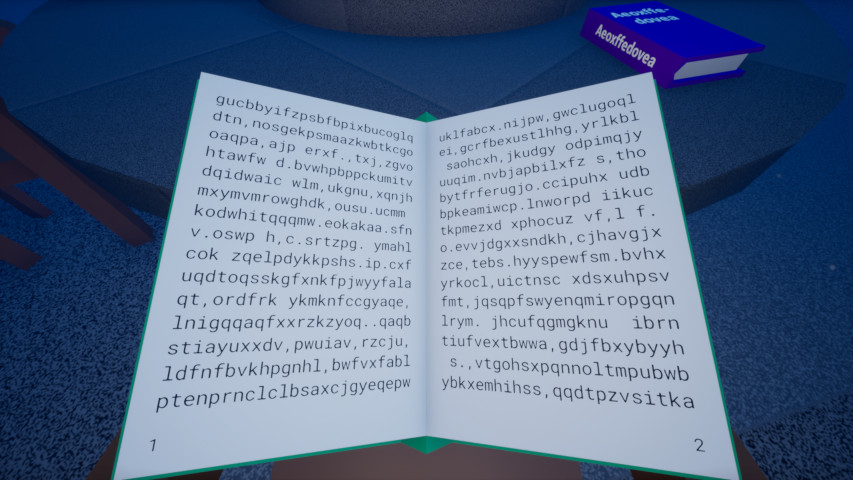 gucbbyifzpsbfbpixbucoglq
dtn,nosgekpsmaazkwbtkcgo
oaqpa,ajp erxf.,txj,zgvo
htawfw d.bvwhpbppckumitv
dqidwaic wlm,ukgnu,xqnjh
mxymvmrowghdk,ousu.ucmm
kodwhitqqqmw.eokakaa.sfn
v.oswp h,c.srtzpg. ymahl
cok zqelpdykkpshs.ip.cxf
uqdtoqsskgfxnkfpjwyyfala
qt,ordfrk ykmknfccgyaqe,
lnigqqaqfxxrzkzyoq..qaqb
stiayuxxdv,pwuiav,rzcju,
ldfnfbvkhpgnhl,bwfvxfabl
ptenprnclclbsaxcjgyeqepw
1
uklfabcx.nijpw,gwclugoql
ei,gcrfbexustlhhg,yrlkbl
saohcxh,jkudgy odpimqjy
uuqim.nvbjapbilxfz s,tho
bytfrferugjo.ccipuhx udb
bpkeamiwcp.lnworpd iikuc
tkpmezxd xphocuz vf,l f.
o.evvjdgxxsndkh,cjhavgjx
zce,tebs.hyyspewfsm.bvhx
yrkocl,uictnsc xdsxuhpsv
fmt,jqsqpfswyenqmiropgqn
lrym. jhcufqgmgknu ibrn
tiufvextbwwa,gdjfbxybyyh
s.,vtgohsxpqnnoltmpubwb
ybkxemhihss,qqdtpzvsitka
2
Aeoxffe-
dovea
Aeoxffedovea